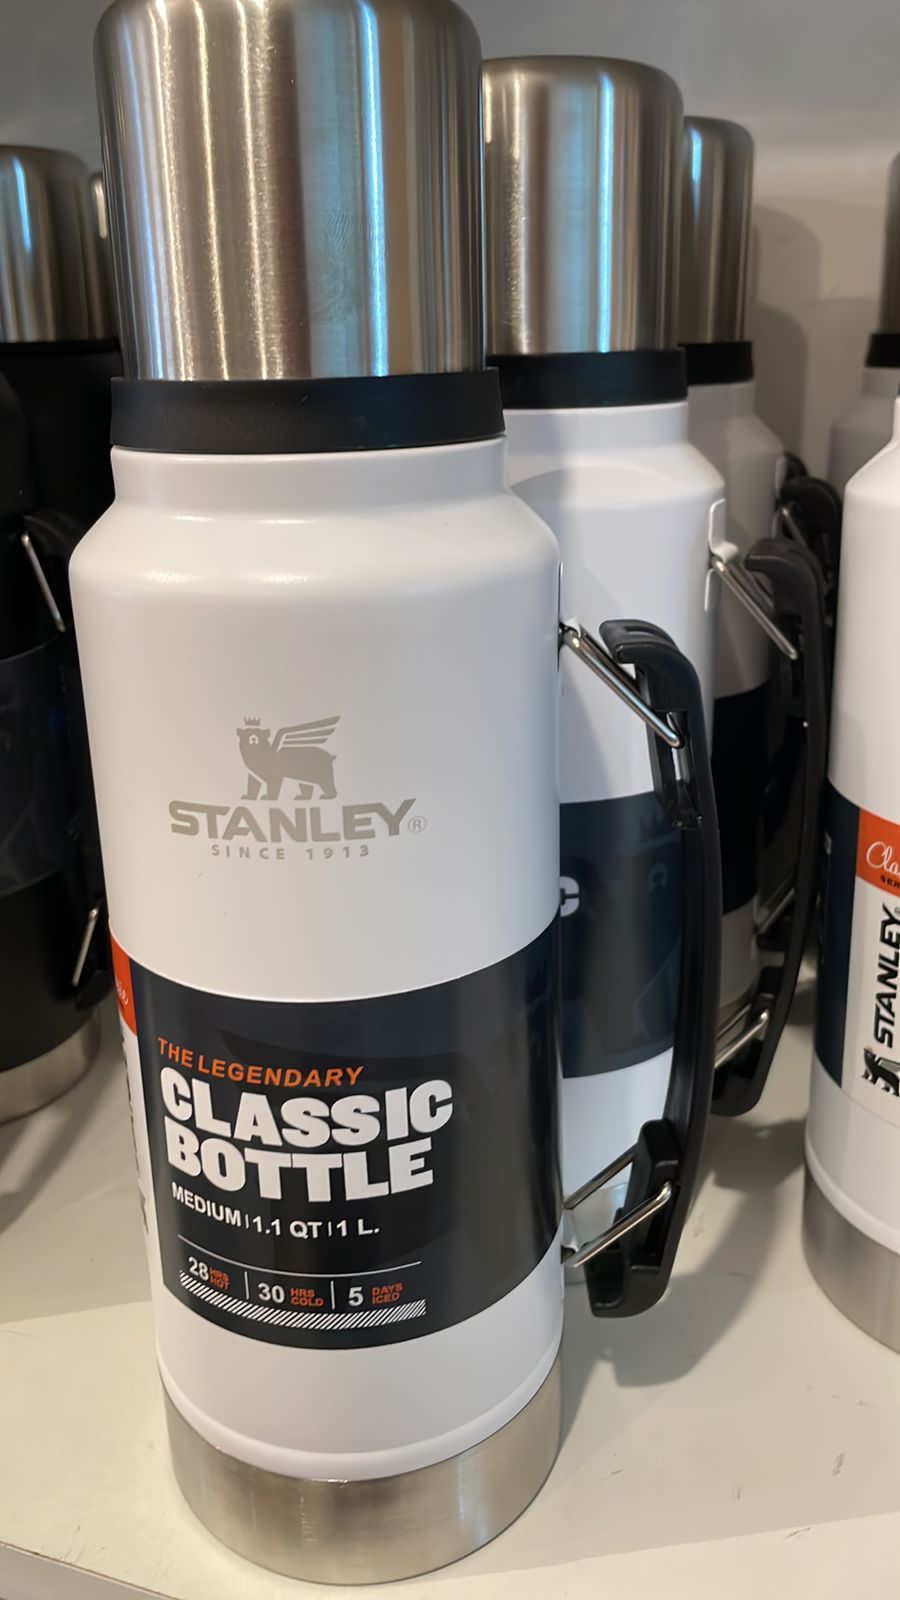 STANLEY®
SINCE 1913
THE LEGENDARY
CLASSIC
BOTTLE
MEDIUM | 1.1 QT | 1 L.
28 HRS HOT | 30 HRS COLD | 5 DAYS ICED
C
STANLEY